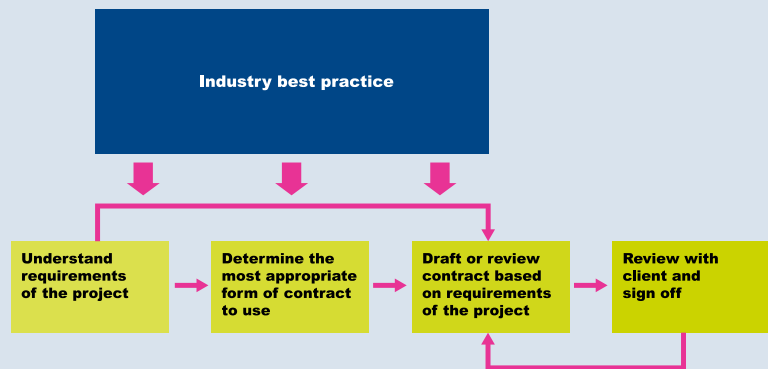 Industry best practice
Understand
requirements
of the project
Determine the
most appropriate
form of contract
to use
Draft or review
contract based
on requirements
of the project
Review with
client and
sign off